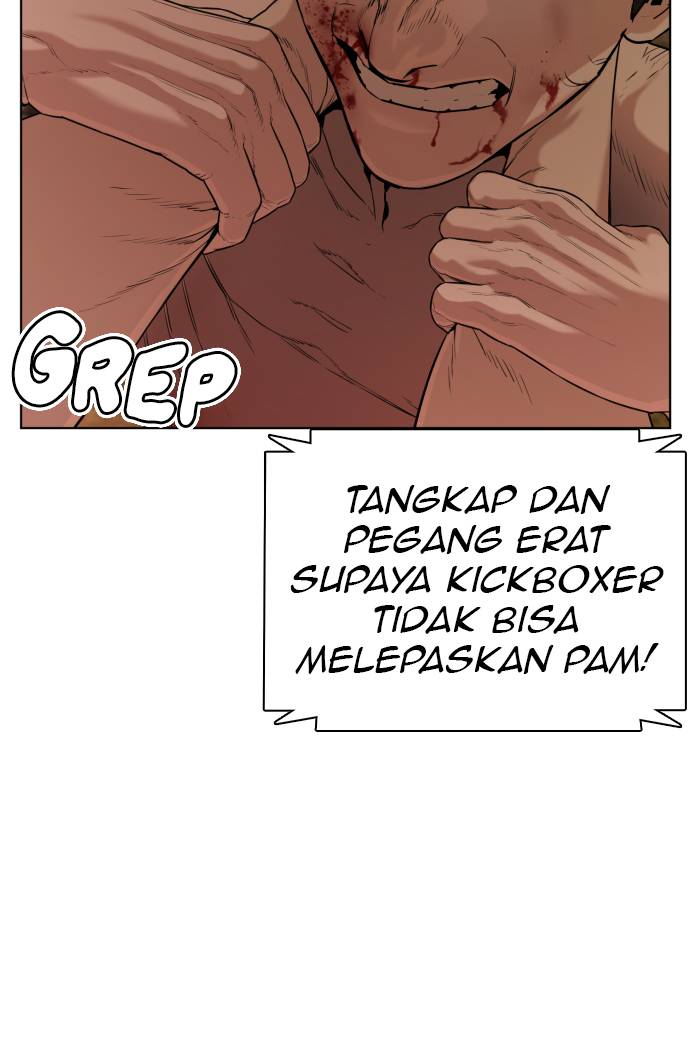 GREP
TANGKAP DAN
PEGANG ERAT
SUPAYA KICKBOXER
TIDAK BISA
MELEPASKAN PAM!